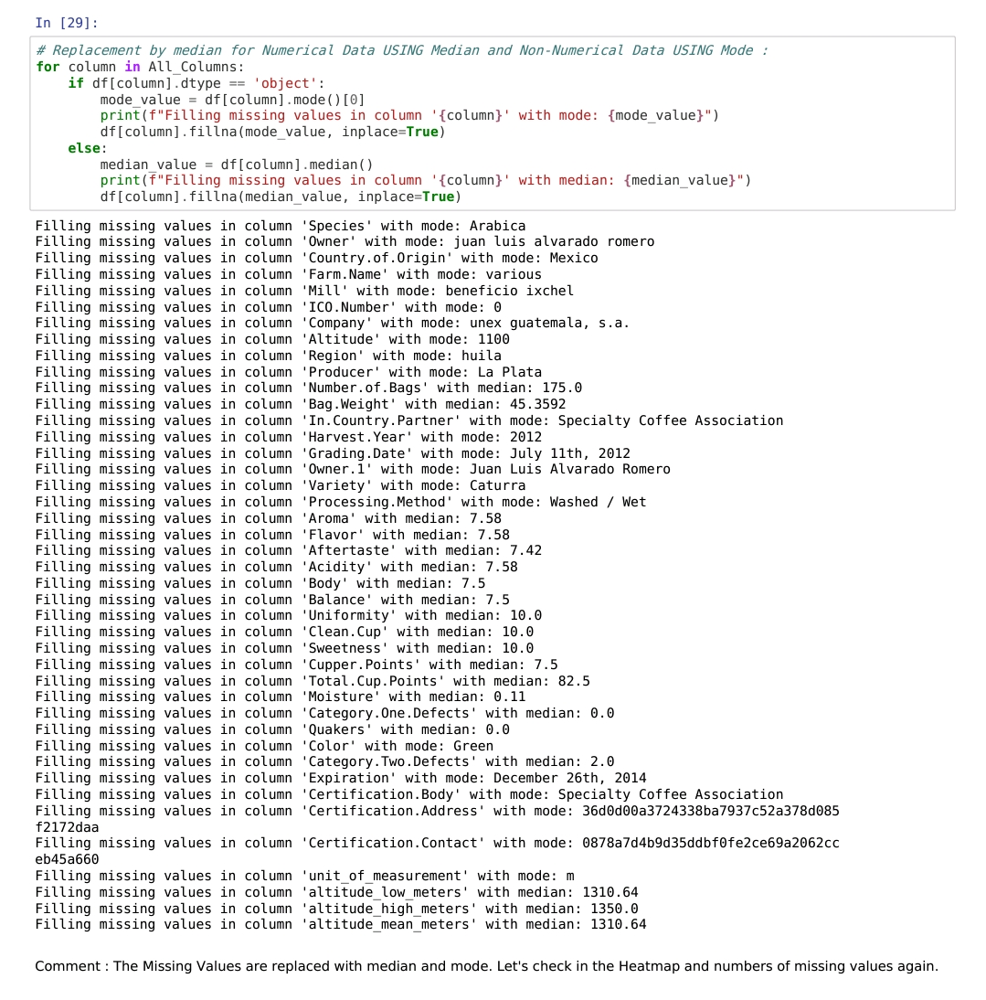 In [29]:
# Replacement by median for Numerical Data USING Median and Non-Numerical Data USING Mode :
for column in All_Columns:
    if df[column].dtype == 'object':
        mode_value = df[column].mode()[0]
        print(f"Filling missing values in column '{column}' with mode: {mode_value}")
        df[column].fillna(mode_value, inplace=True)
    else:
        median_value = df[column].median()
        print(f"Filling missing values in column '{column}' with median: {median_value}")
        df[column].fillna(median_value, inplace=True)
Filling missing values in column 'Species' with mode: Arabica
Filling missing values in column 'Owner' with mode: juan luis alvarado romero
Filling missing values in column 'Country.of.Origin' with mode: Mexico
Filling missing values in column 'Farm.Name' with mode: various
Filling missing values in column 'Mill' with mode: beneficio ixchel
Filling missing values in column 'ICO.Number' with mode: 0
Filling missing values in column 'Company' with mode: unex guatemala, s.a.
Filling missing values in column 'Altitude' with mode: 1100
Filling missing values in column 'Region' with mode: huila
Filling missing values in column 'Producer' with mode: La Plata
Filling missing values in column 'Number.of.Bags' with median: 175.0
Filling missing values in column 'Bag.Weight' with median: 45.3592
Filling missing values in column 'In.Country.Partner' with mode: Specialty Coffee Association
Filling missing values in column 'Harvest.Year' with mode: 2012
Filling missing values in column 'Grading.Date' with mode: July 11th, 2012
Filling missing values in column 'Owner.1' with mode: Juan Luis Alvarado Romero
Filling missing values in column 'Variety' with mode: Caturra
Filling missing values in column 'Processing.Method' with mode: Washed / Wet
Filling missing values in column 'Aroma' with median: 7.58
Filling missing values in column 'Flavor' with median: 7.58
Filling missing values in column 'Aftertaste' with median: 7.42
Filling missing values in column 'Acidity' with median: 7.58
Filling missing values in column 'Body' with median: 7.5
Filling missing values in column 'Balance' with median: 7.5
Filling missing values in column 'Uniformity' with median: 10.0
Filling missing values in column 'Clean.Cup' with median: 10.0
Filling missing values in column 'Sweetness' with median: 10.0
Filling missing values in column 'Cupper.Points' with median: 7.5
Filling missing values in column 'Total.Cup.Points' with median: 82.5
Filling missing values in column 'Moisture' with median: 0.11
Filling missing values in column 'Category.One.Defects' with median: 0.0
Filling missing values in column 'Quakers' with median: 0.0
Filling missing values in column 'Color' with mode: Green
Filling missing values in column 'Category.Two.Defects' with median: 2.0
Filling missing values in column 'Expiration' with mode: December 26th, 2014
Filling missing values in column 'Certification.Body' with mode: Specialty Coffee Association
Filling missing values in column 'Certification.Address' with mode: 36d0d00a3724338ba7937c52a378d085
f2172daa
Filling missing values in column 'Certification.Contact' with mode: 0878a7d4b9d35ddbf0fe2ce69a2062cc
eb45a660
Filling missing values in column 'unit_of_measurement' with mode: m
Filling missing values in column 'altitude_low_meters' with median: 1310.64
Filling missing values in column 'altitude_high_meters' with median: 1350.0
Filling missing values in column 'altitude_mean_meters' with median: 1310.64
Comment : The Missing Values are replaced with median and mode. Let's check in the Heatmap and numbers of missing values again.